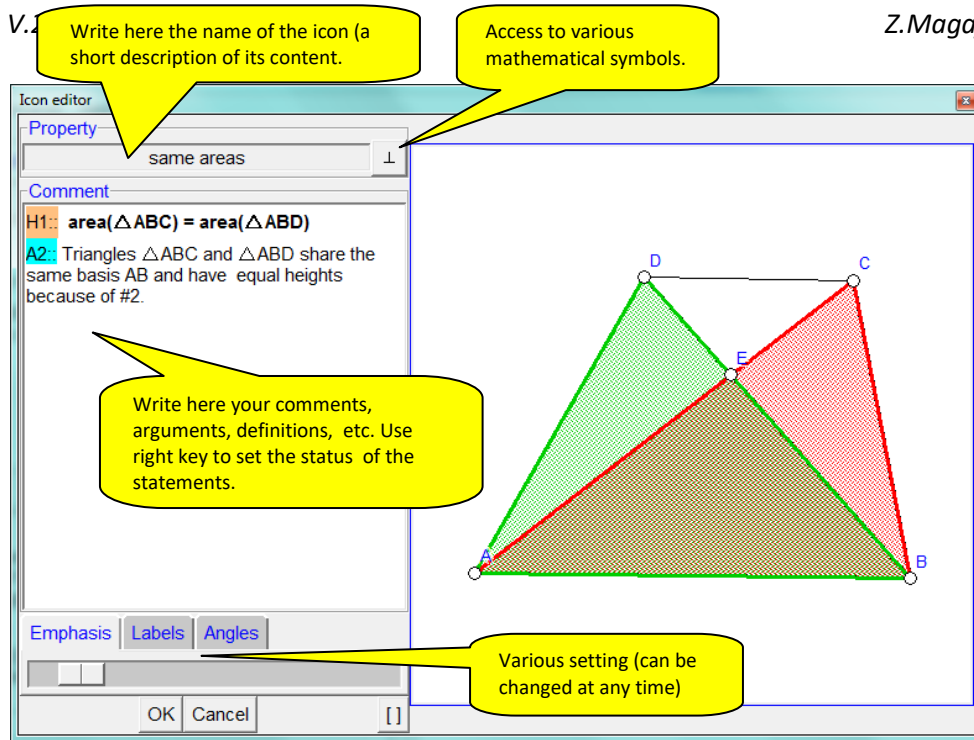 Z.Maga
Write here the name of the icon (a
short description of its content.
Access to various
mathematical symbols.
Icon editor
Property
same areas
⊥
Comment
H1:: area(△ABC) = area(△ABD)
A2:: Triangles △ABC and △ABD share the
same basis AB and have equal heights
because of #2.
Write here your comments,
arguments, definitions, etc. Use
right key to set the status of the
statements.
D
C
E
A
B
Emphasis Labels Angles
Various setting (can be
changed at any time)
OK Cancel [ ]